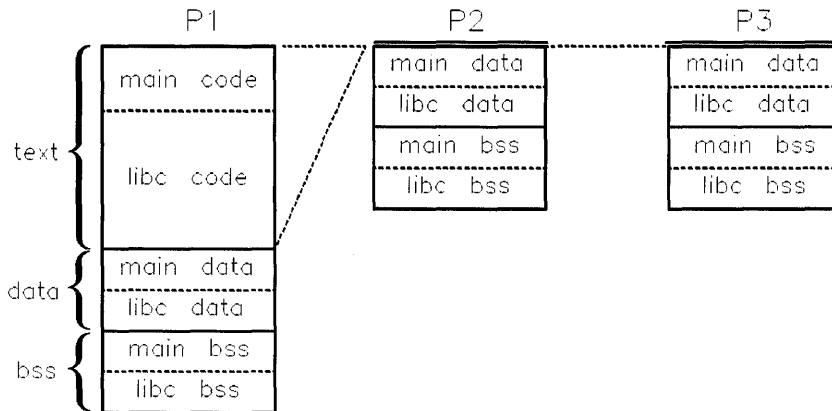 P1 P2 P3
main code main data main data
libc data libc data
text libc code main bss main bss
libc bss libc bss
main data
data libc data
main bss
bss libc bss